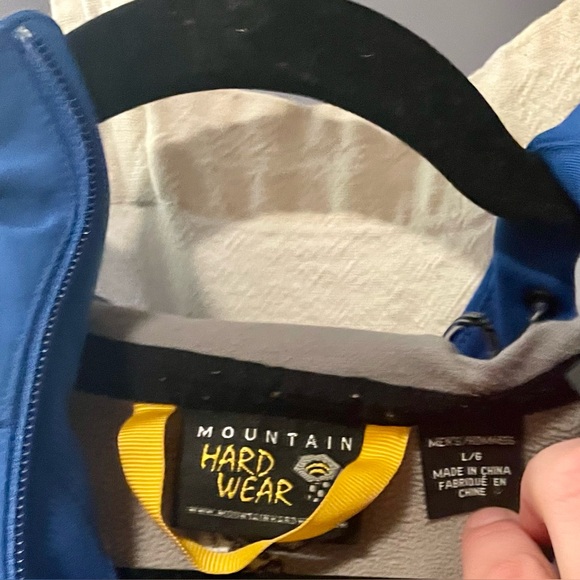 MOUNTAIN
HARD
WEAR
MEN'S/HOMMES
L/G
MADE IN CHINA
FABRIQUÉ EN
CHINE